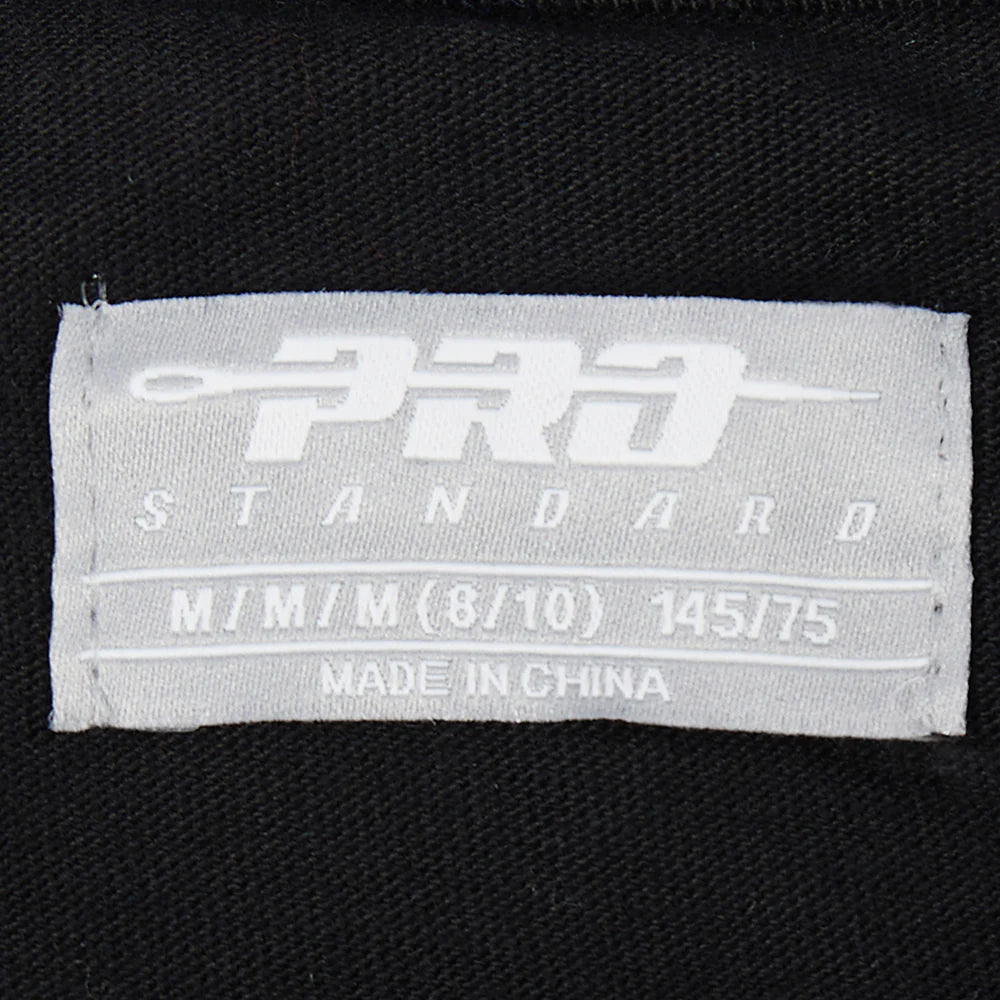 PRO
STANDARD
M/M/M (8/10) 145/75
MADE IN CHINA